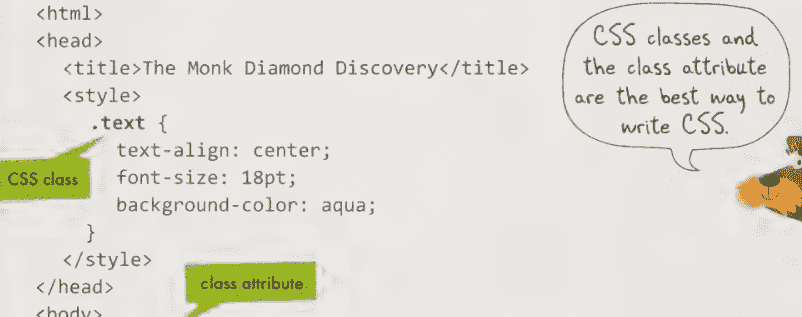 <html>
<head>
<title>The Monk Diamond Discovery</title>
<style>
.text {
text-align: center;
font-size: 18pt;
background-color: aqua;
}
</style>
</head>
<body>
CSS class
class attribute
CSS classes and
the class attribute
are the best way to
write CSS.